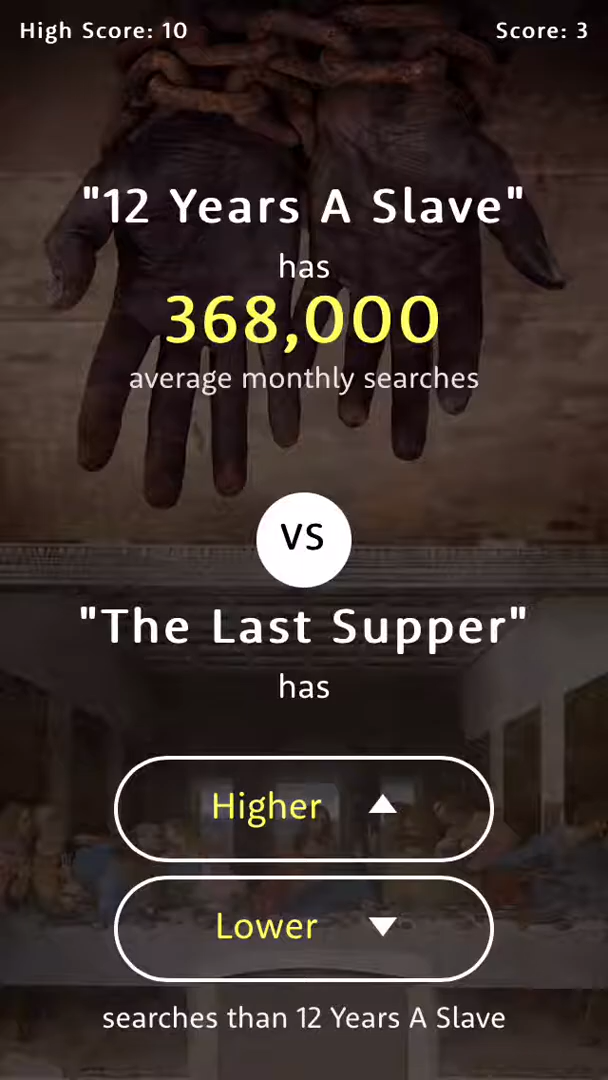 High Score: 10
Score: 3
"12 Years A Slave"
has
368,000
average monthly searches
VS
"The Last Supper"
has
Higher
Lower
searches than 12 Years A Slave